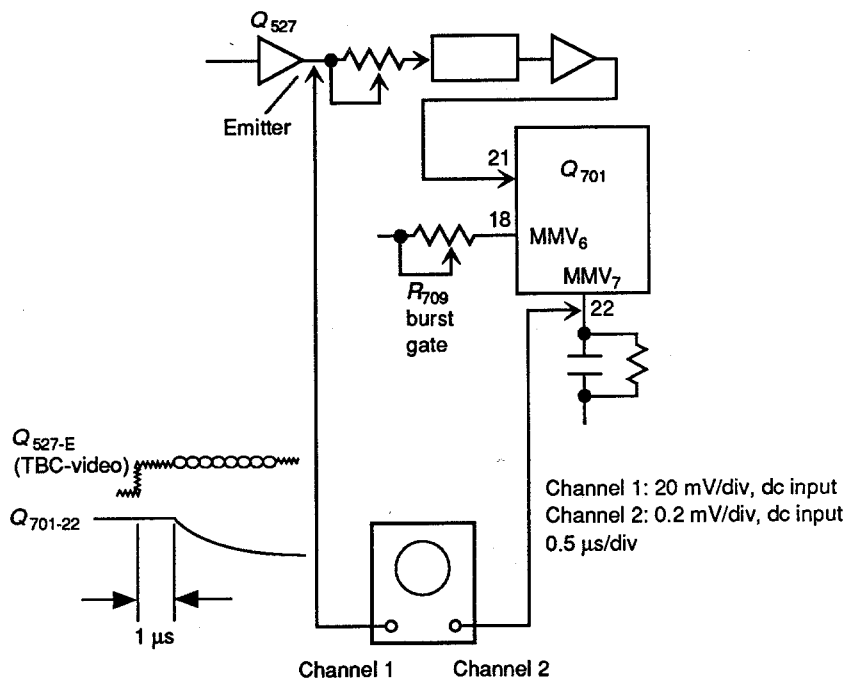 Q527
Emitter
21
Q701
18
MMV6
MMV7
R709
burst
gate
22
Q527-E
(TBC-video)
Q701-22
1 μs
Channel 1: 20 mV/div, dc input
Channel 2: 0.2 mV/div, dc input
0.5 μs/div
Channel 1
Channel 2